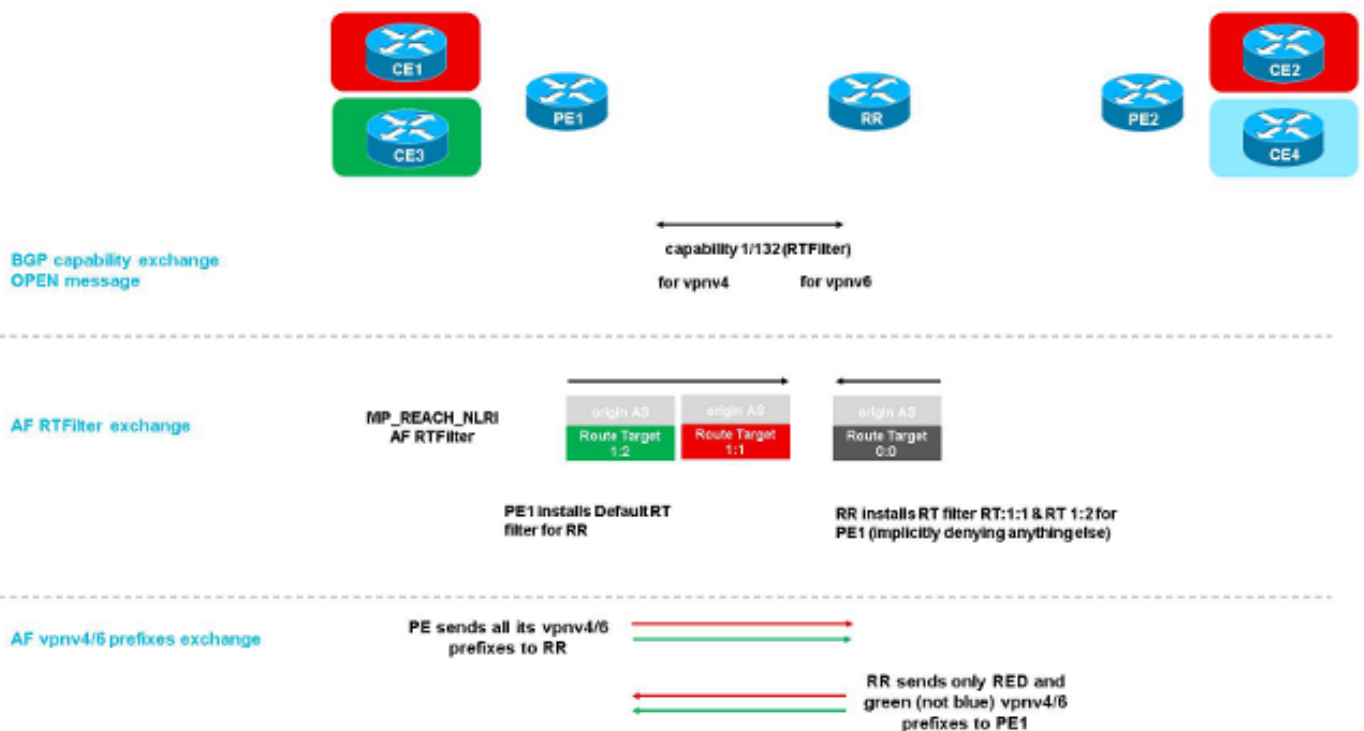 CE1
CE2
PE1
RR
PE2
CE3
CE4
capability 1/132(RTFilter)
BGP capability exchange
OPEN message
for vpnv4
for vpnv6
AF RTFilter exchange
MP_REACH_NLRI
AF RTFilter
origin AS
Route Target
1:2
origin AS
Route Target
1:1
origin AS
Route Target
0:0
PE1 installs Default RT
filter for RR
RR installs RT filter RT:1:1 & RT 1:2 for
PE1 (implicitly denying anything else)
AF vpnv4/6 prefixes exchange
PE sends all its vpnv4/6
prefixes to RR
RR sends only RED and
green (not blue) vpnv4/6
prefixes to PE1